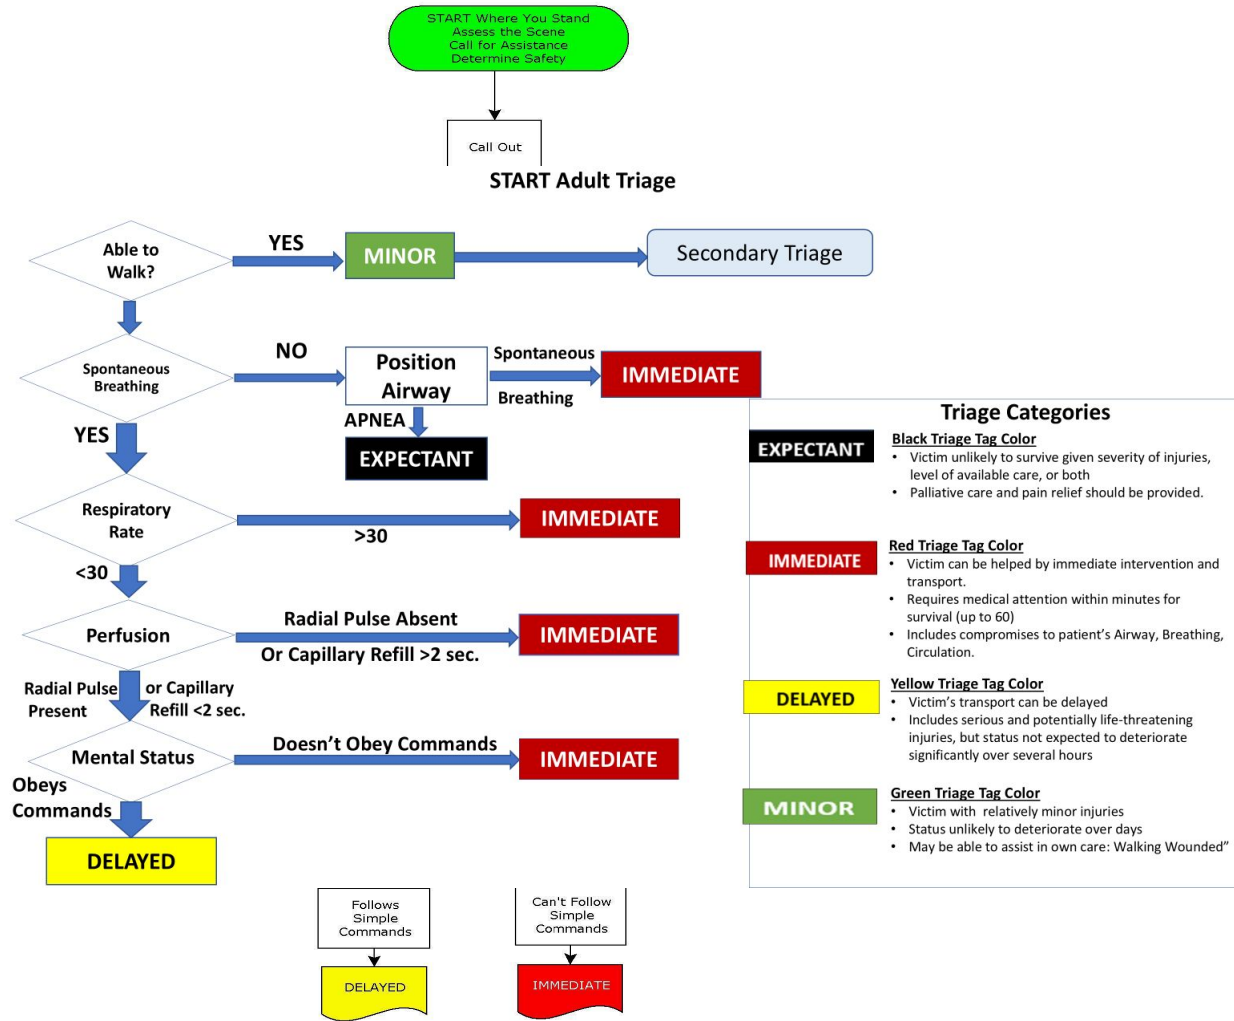 START Where You Stand
Assess the Scene
Call for Assistance
Determine Safety
Call Out
START Adult Triage
Able to
Walk?
YES
MINOR
Secondary Triage
Spontaneous
Breathing
NO
Position
Airway
Spontaneous
Breathing
IMMEDIATE
APNEA
EXPECTANT
YES
Respiratory
Rate
>30
IMMEDIATE
<30
Perfusion
Radial Pulse Absent
Or Capillary Refill >2 sec.
IMMEDIATE
Radial Pulse
Present
or Capillary
Refill <2 sec.
Mental Status
Doesn’t Obey Commands
IMMEDIATE
Obeys
Commands
DELAYED
Triage Categories
EXPECTANT
Black Triage Tag Color
• Victim unlikely to survive given severity of injuries,
level of available care, or both
• Palliative care and pain relief should be provided.
IMMEDIATE
Red Triage Tag Color
• Victim can be helped by immediate intervention and
transport.
• Requires medical attention within minutes for
survival (up to 60)
• Includes compromises to patient’s Airway, Breathing,
Circulation.
DELAYED
Yellow Triage Tag Color
• Victim’s transport can be delayed
• Includes serious and potentially life-threatening
injuries, but status not expected to deteriorate
significantly over several hours
MINOR
Green Triage Tag Color
• Victim with relatively minor injuries
• Status unlikely to deteriorate over days
• May be able to assist in own care: Walking Wounded”
Follows
Simple
Commands
DELAYED
Can't Follow
Simple
Commands
IMMEDIATE